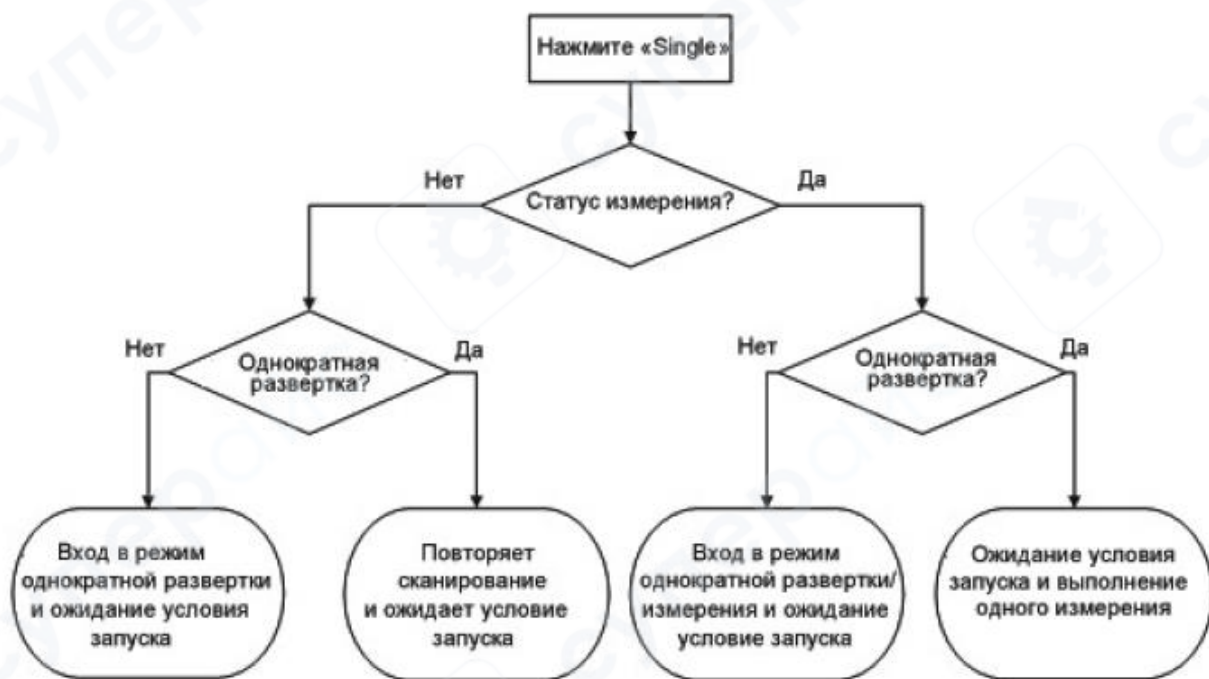 Нажмите «Single»
Статус измерения?
Нет
Да
Однократная
развертка?
Нет
Да
Однократная
развертка?
Нет
Да
Вход в режим
однократной развертки
и ожидание условия
запуска
Повторяет
сканирование
и ожидает условие
запуска
Вход в режим
однократной развертки/
измерения и ожидание
условие запуска
Ожидание условия
запуска и выполнение
одного измерения